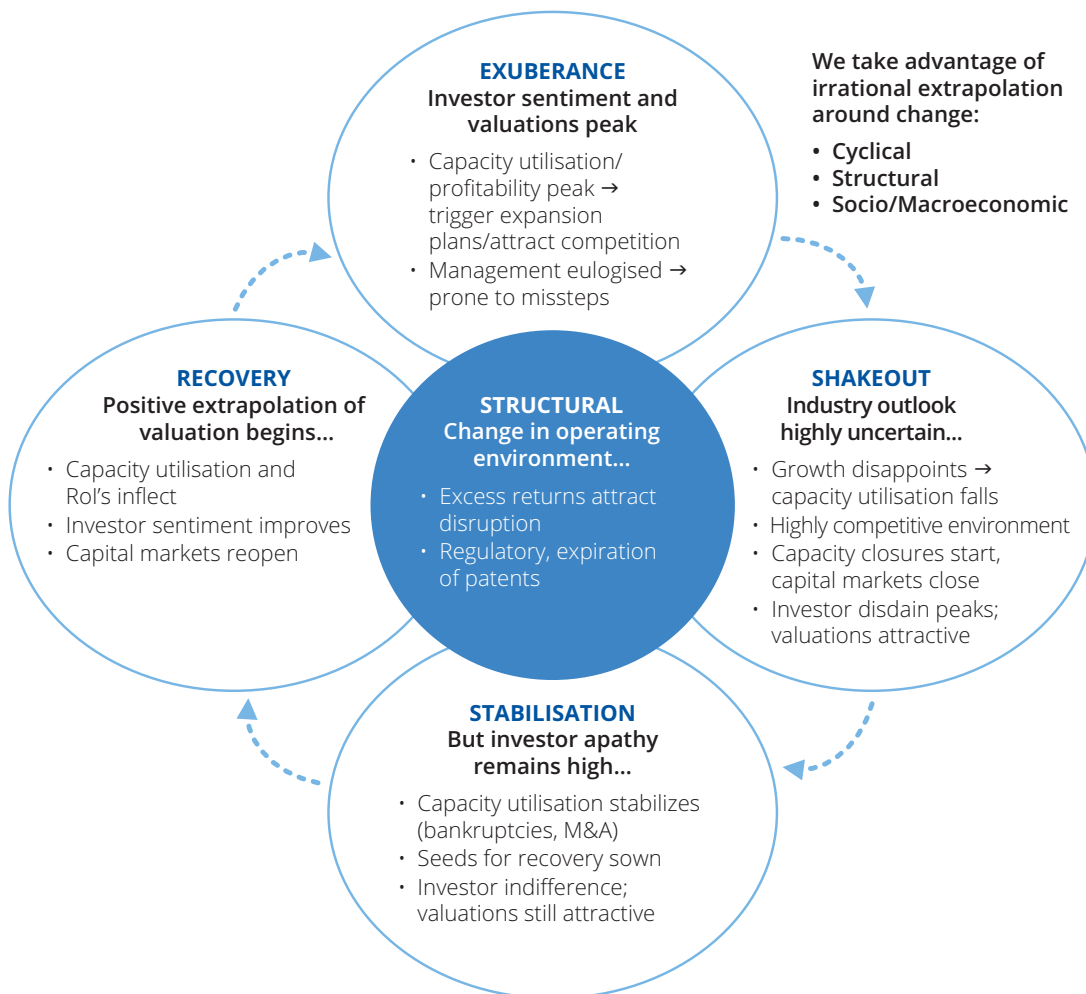 EXUBERANCE
Investor sentiment and
valuations peak
• Capacity utilisation/
profitability peak →
trigger expansion
plans/attract competition
• Management eulogised →
prone to missteps
We take advantage of
irrational extrapolation
around change:
• Cyclical
• Structural
• Socio/Macroeconomic
RECOVERY
Positive extrapolation of
valuation begins...
• Capacity utilisation and
RoI's inflect
• Investor sentiment improves
• Capital markets reopen
STRUCTURAL
Change in operating
environment...
• Excess returns attract
disruption
• Regulatory, expiration
of patents
SHAKEOUT
Industry outlook
highly uncertain...
• Growth disappoints →
capacity utilisation falls
• Highly competitive environment
• Capacity closures start,
capital markets close
• Investor disdain peaks;
valuations attractive
STABILISATION
But investor apathy
remains high...
• Capacity utilisation stabilizes
(bankruptcies, M&A)
• Seeds for recovery sown
• Investor indifference;
valuations still attractive